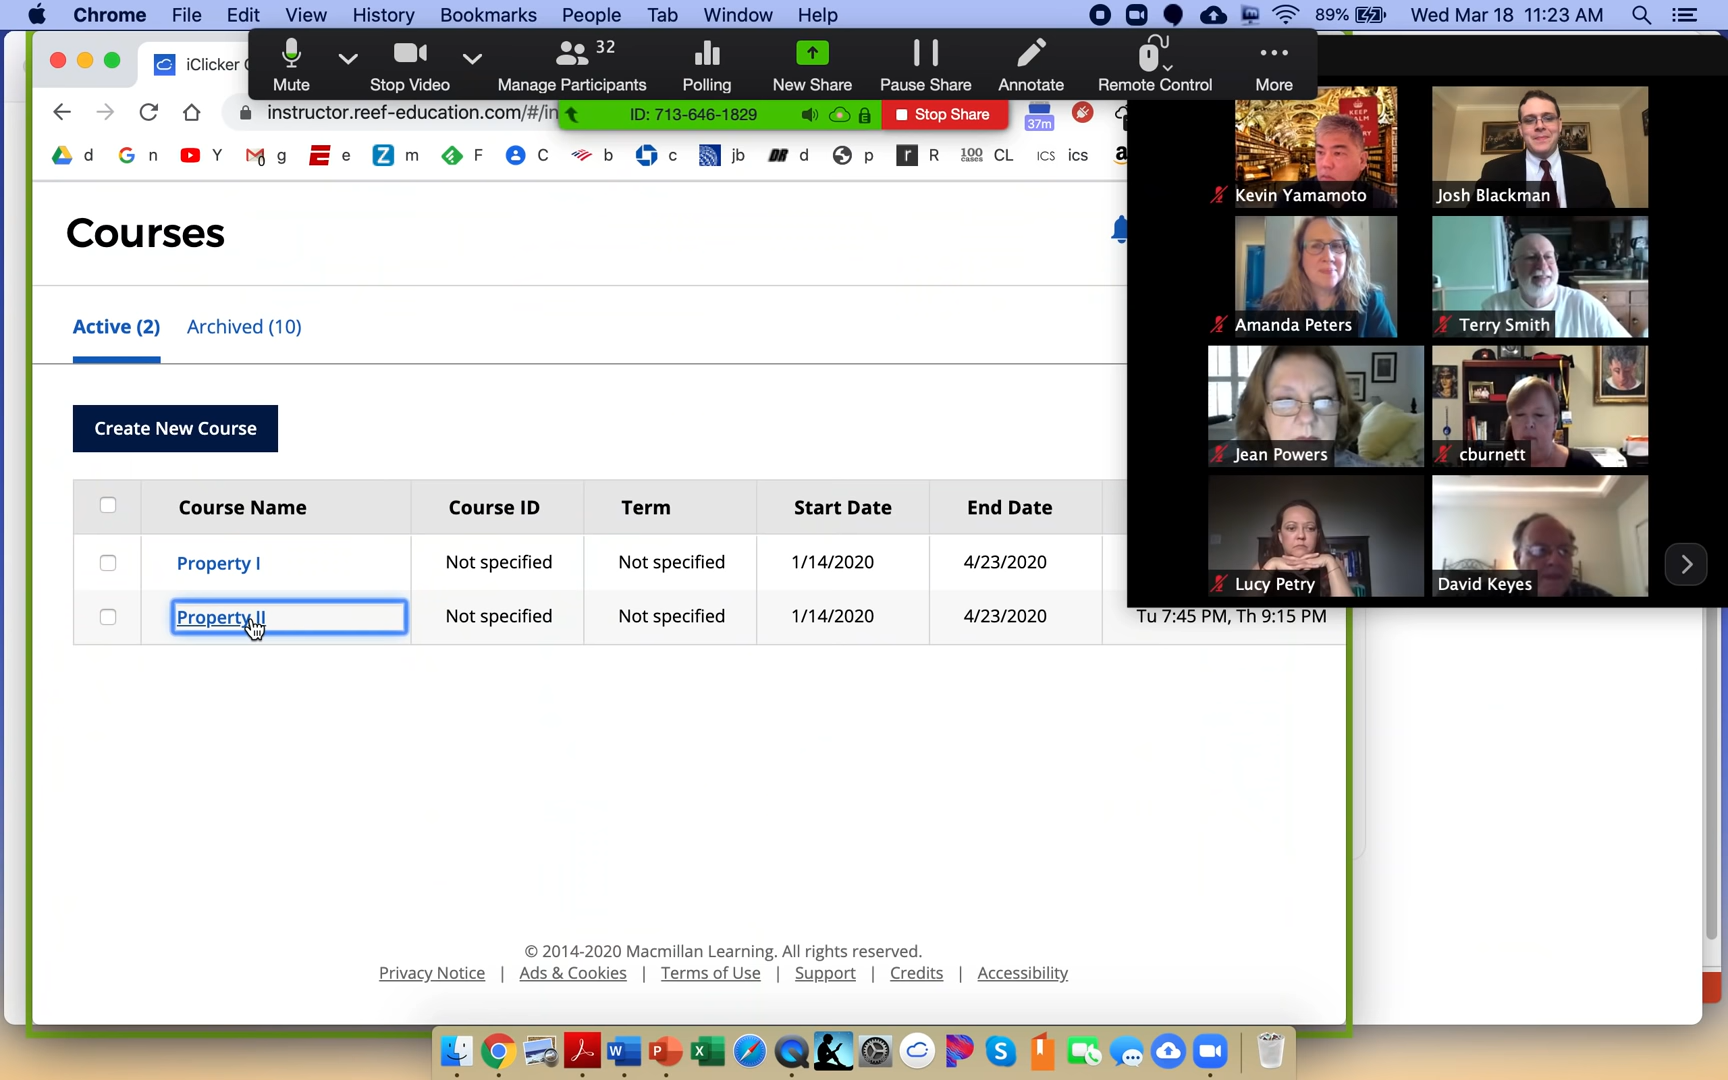 Chrome File Edit View History Bookmarks People Tab Window Help 89% Wed Mar 18 11:23 AM
iClicker
Mute Stop Video Manage Participants 32 Polling New Share Pause Share Annotate Remote Control More
instructor.reef-education.com/#/in
ID: 713-646-1829 Stop Share 37m
d G n Y g e Z m F C b c jb DR d p r R 100 cases CL ICS ics a
Courses
Active (2) Archived (10)
Create New Course
Course Name Course ID Term Start Date End Date
Property I Not specified Not specified 1/14/2020 4/23/2020
Property II Not specified Not specified 1/14/2020 4/23/2020 Tu 7:45 PM, Th 9:15 PM
KEEP CALM
Kevin Yamamoto Josh Blackman
Amanda Peters Terry Smith
Jean Powers cburnett
Lucy Petry David Keyes
© 2014-2020 Macmillan Learning. All rights reserved.
Privacy Notice | Ads & Cookies | Terms of Use | Support | Credits | Accessibility